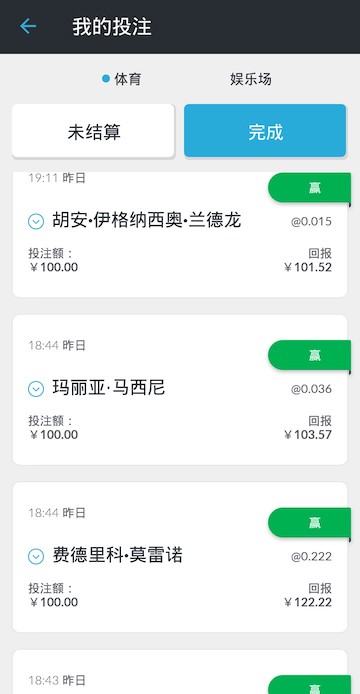 我的投注
体育 娱乐场
未结算 完成
19:11 昨日
赢
胡安·伊格纳西奥·兰德龙 @0.015
投注额： 回报
￥100.00 ￥101.52
18:44 昨日
赢
玛丽亚·马西尼 @0.036
投注额： 回报
￥100.00 ￥103.57
18:44 昨日
赢
费德里科·莫雷诺 @0.222
投注额： 回报
￥100.00 ￥122.22
18:43 昨日
赢